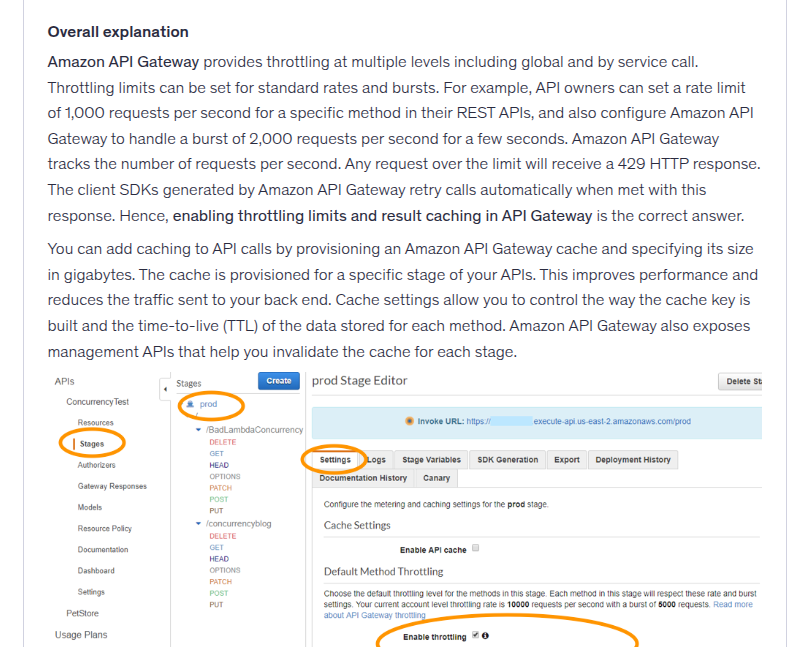 Overall explanation
Amazon API Gateway provides throttling at multiple levels including global and by service call.
Throttling limits can be set for standard rates and bursts. For example, API owners can set a rate limit
of 1,000 requests per second for a specific method in their REST APIs, and also configure Amazon API
Gateway to handle a burst of 2,000 requests per second for a few seconds. Amazon API Gateway
tracks the number of requests per second. Any request over the limit will receive a 429 HTTP response.
The client SDKs generated by Amazon API Gateway retry calls automatically when met with this
response. Hence, enabling throttling limits and result caching in API Gateway is the correct answer.
You can add caching to API calls by provisioning an Amazon API Gateway cache and specifying its size
in gigabytes. The cache is provisioned for a specific stage of your APIs. This improves performance and
reduces the traffic sent to your back end. Cache settings allow you to control the way the cache key is
built and the time-to-live (TTL) of the data stored for each method. Amazon API Gateway also exposes
management APIs that help you invalidate the cache for each stage.
APIs
ConcurrencyTest
Resources
Stages
Authorizers
Gateway Responses
Models
Resource Policy
Documentation
Dashboard
Settings
PetStore
Usage Plans
Stages
Create
prod
/
/BadLambdaConcurrency
DELETE
GET
HEAD
OPTIONS
PATCH
POST
PUT
/concurrencyblog
DELETE
GET
HEAD
OPTIONS
PATCH
POST
PUT
prod Stage Editor
Delete Sta
Invoke URL: https:// execute-api.us-east-2.amazonaws.com/prod
Settings Logs Stage Variables SDK Generation Export Deployment History
Documentation History Canary
Configure the metering and caching settings for the prod stage.
Cache Settings
Enable API cache
Default Method Throttling
Choose the default throttling level for the methods in this stage. Each method in this stage will respect these rate and burst
settings. Your current account level throttling rate is 10000 requests per second with a burst of 5000 requests. Read more
about API Gateway throttling
Enable throttling